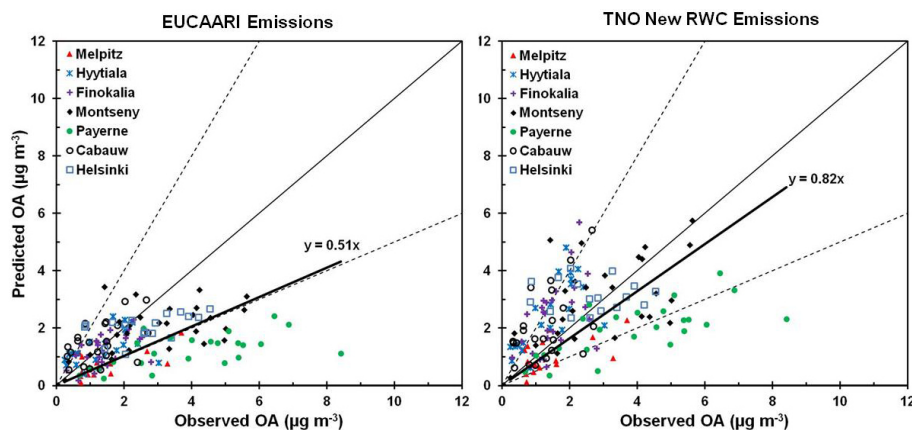 EUCAARI Emissions
TNO New RWC Emissions
Predicted OA (µg m-3)
12
10
8
6
4
2
0
Melpitz
Hyytiala
Finokalia
Montseny
Payerne
Cabauw
Helsinki
y = 0.51x
0 2 4 6 8 10 12
Observed OA (µg m-3)
12
10
8
6
4
2
0
Melpitz
Hyytiala
Finokalia
Montseny
Payerne
Cabauw
Helsinki
y = 0.82x
0 2 4 6 8 10 12
Observed OA (µg m-3)